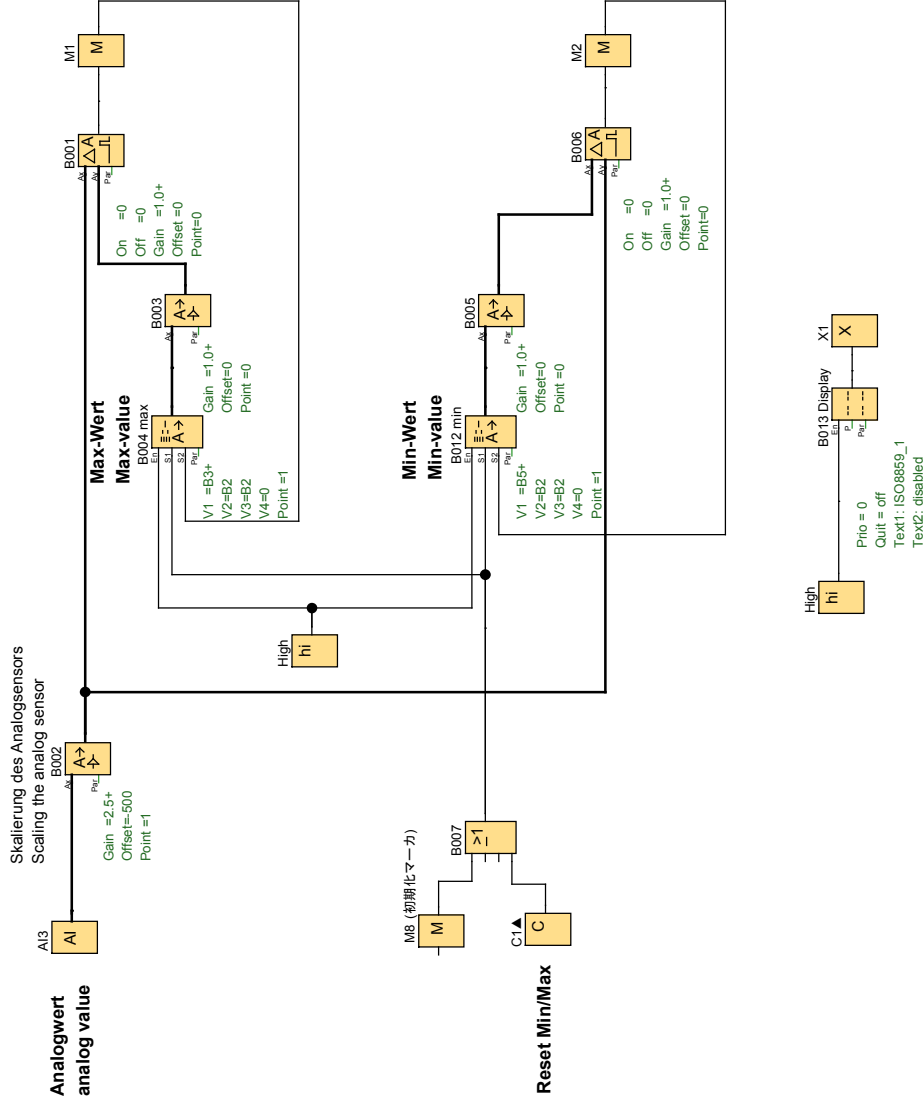 Analogwert
analog value
AI3
AI
Skalierung des Analogsensors
Scaling the analog sensor
B002
Ax
A→
Par
Gain =2.5+
Offset=-500
Point =1
Max-Wert
Max-value
B004 max
En
S1
S2
Par
A→
V1 =B3+
V2=B2
V3=B2
V4=0
Point =1
B003
Ax
A→
Par
Gain =1.0+
Offset=0
Point =0
B001
Ax
Ay
Par
A
On =0
Off =0
Gain =1.0+
Offset =0
Point=0
M1
M
High
hi
Min-Wert
Min-value
B012 min
En
S1
S2
Par
A→
V1 =B5+
V2=B2
V3=B2
V4=0
Point =1
B005
Ax
A→
Par
Gain =1.0+
Offset=0
Point =0
B006
Ax
Ay
Par
A
On =0
Off =0
Gain =1.0+
Offset =0
Point=0
M2
M
M8 (初期化マーカ)
M
C1▲
C
Reset Min/Max
B007
>1
High
hi
B013 Display
En
P
Par
Prio = 0
Quit = off
Text1: ISO8859_1
Text2: disabled
X1
X